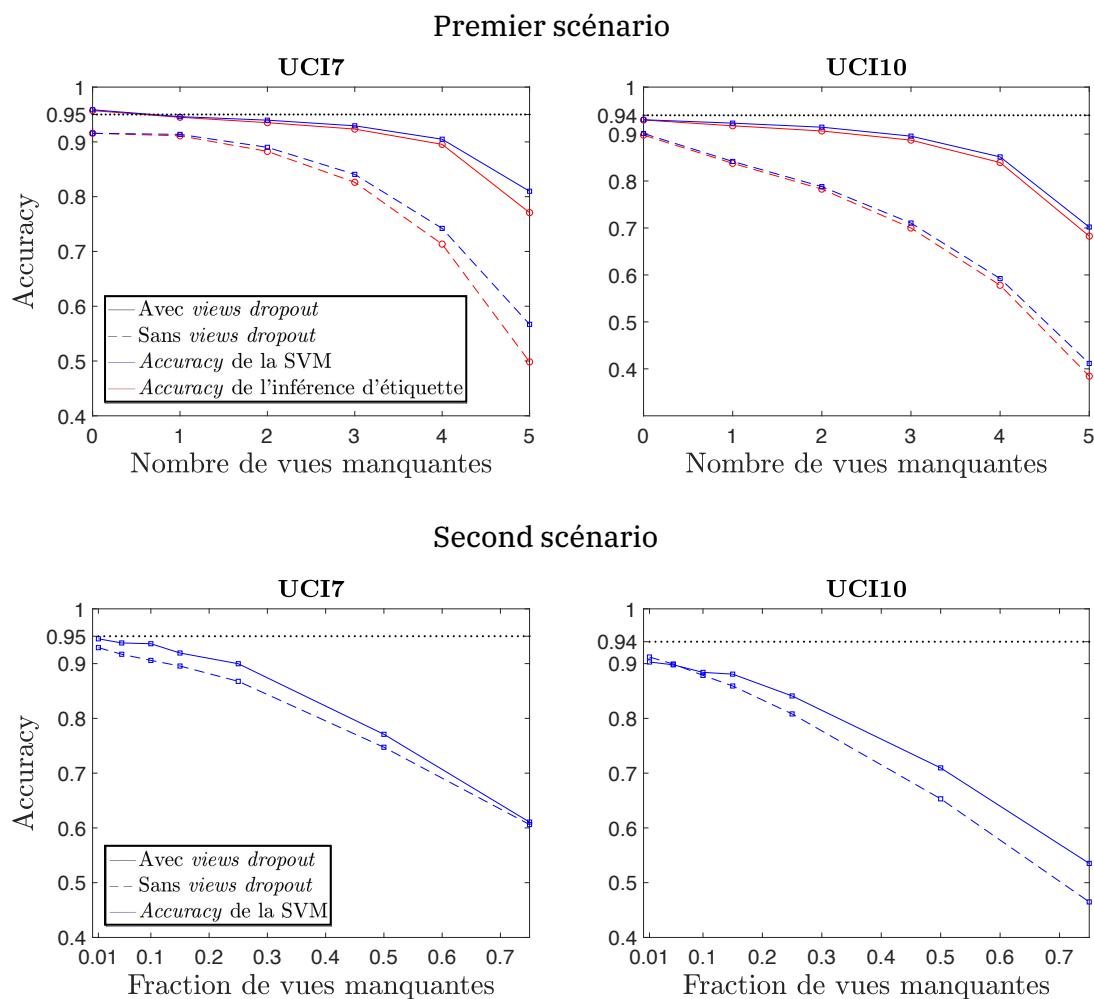 Premier scénario
UCI7
UCI10
1
0.95
0.9
0.8
0.7
0.6
0.5
0.4
Accuracy
Avec views dropout
Sans views dropout
Accuracy de la SVM
Accuracy de l'inférence d'étiquette
0 1 2 3 4 5
Nombre de vues manquantes
1
0.94
0.9
0.8
0.7
0.6
0.5
0.4
0 1 2 3 4 5
Nombre de vues manquantes
Second scénario
UCI7
UCI10
1
0.95
0.9
0.8
0.7
0.6
0.5
0.4
Accuracy
Avec views dropout
Sans views dropout
Accuracy de la SVM
0.01 0.1 0.2 0.3 0.4 0.5 0.6 0.7
Fraction de vues manquantes
1
0.94
0.9
0.8
0.7
0.6
0.5
0.4
0.01 0.1 0.2 0.3 0.4 0.5 0.6 0.7
Fraction de vues manquantes